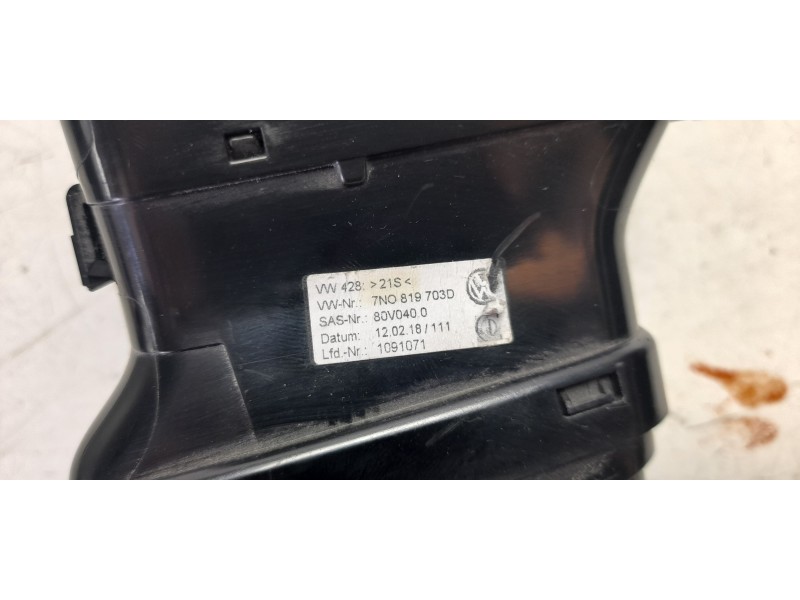 VW 428: >21S<
VW-Nr.: 7N0 819 703D
SAS-Nr.: 80V040.0
Datum: 12.02.18 / 111
Lfd.-Nr.: 1091071